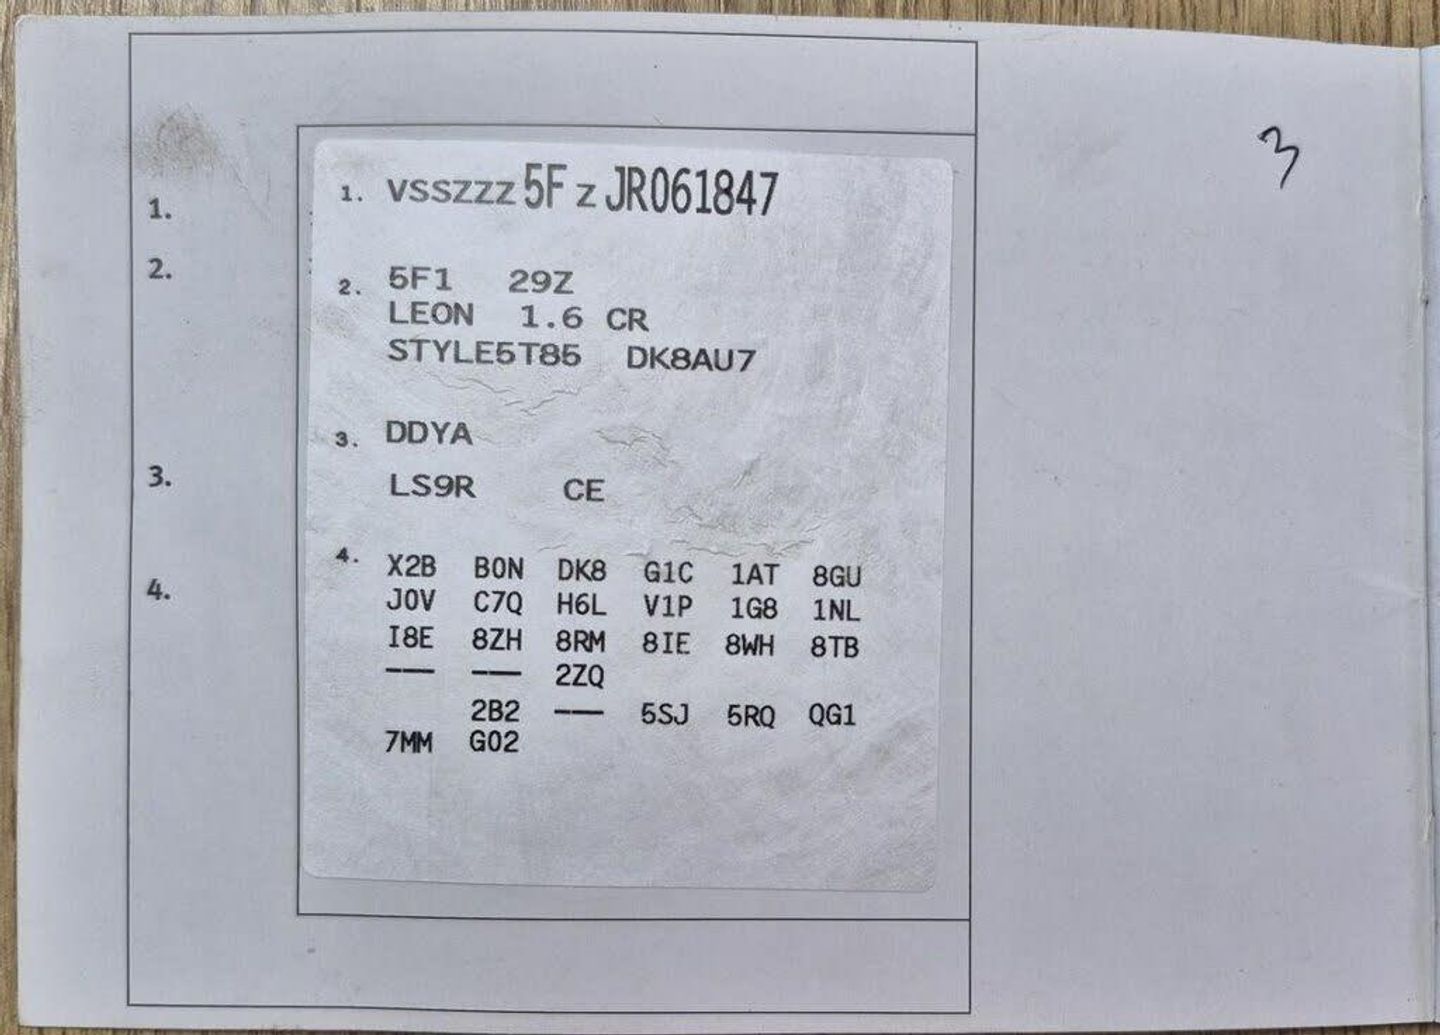 3
1.
1. VSSZZZ 5F Z JR061847
2.
2. 5F1 29Z
LEON 1.6 CR
STYLE5T85 DK8AU7
3. DDYA
3.
LS9R CE
4. X2B B0N DK8 G1C 1AT 8GU
4.
J0V C7Q H6L V1P 1G8 1NL
I8E 8ZH 8RM 8IE 8WH 8TB
--- --- 2ZQ
2B2 --- 5SJ 5RQ QG1
7MM G02